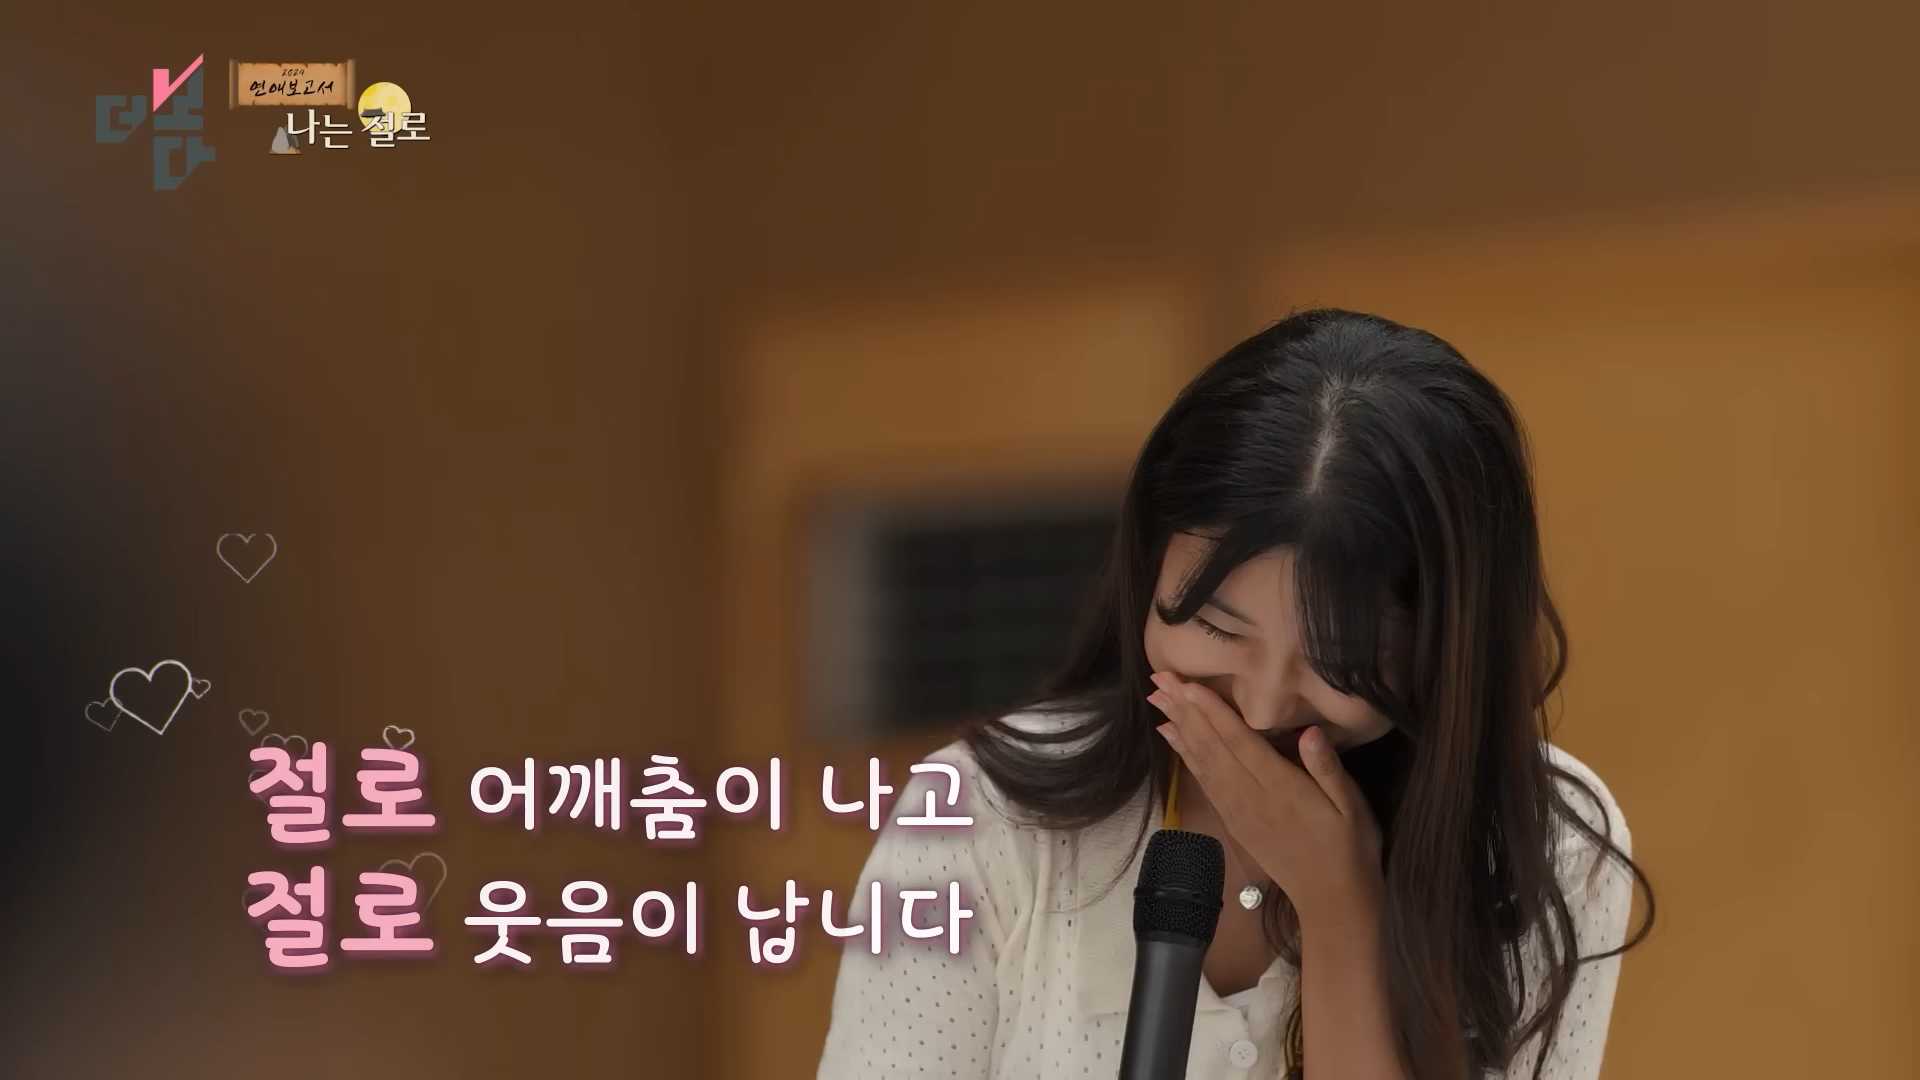 더 보다
2024
연애보고서
나는 절로
절로 어깨춤이 나고
절로 웃음이 납니다